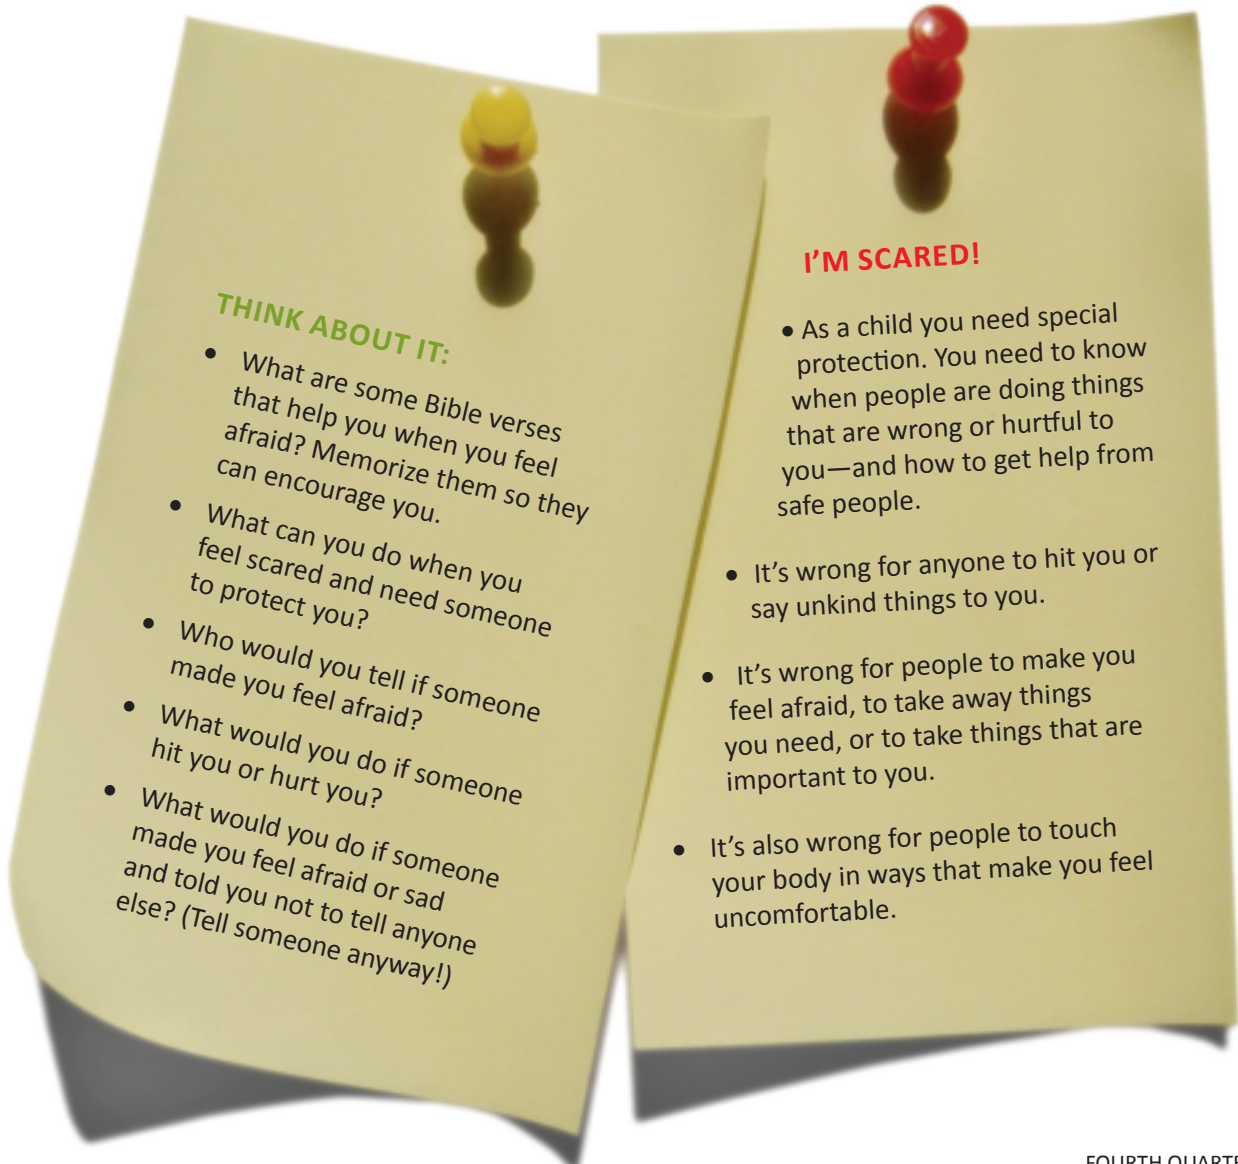 THINK ABOUT IT:
• What are some Bible verses
that help you when you feel
afraid? Memorize them so they
can encourage you.
• What can you do when you
feel scared and need someone
to protect you?
• Who would you tell if someone
made you feel afraid?
• What would you do if someone
hit you or hurt you?
• What would you do if someone
made you feel afraid or sad
and told you not to tell anyone
else? (Tell someone anyway!)
I’M SCARED!
• As a child you need special
protection. You need to know
when people are doing things
that are wrong or hurtful to
you—and how to get help from
safe people.
• It’s wrong for anyone to hit you or
say unkind things to you.
• It’s wrong for people to make you
feel afraid, to take away things
you need, or to take things that are
important to you.
• It’s also wrong for people to touch
your body in ways that make you feel
uncomfortable.
FOURTH